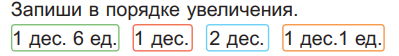 Запиши в порядке увеличения.
1 дес. 6 ед. 1 дес. 2 дес. 1 дес.1 ед.